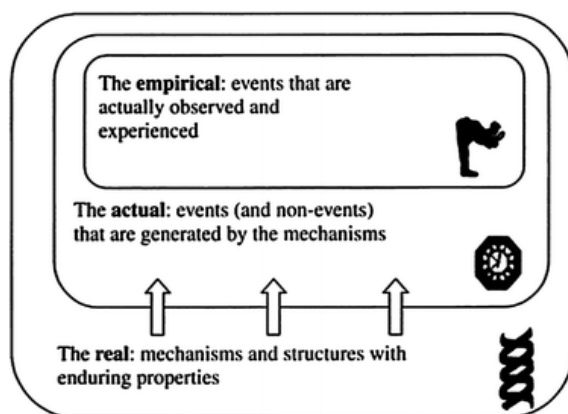 The empirical: events that are
actually observed and
experienced
The actual: events (and non-events)
that are generated by the mechanisms
The real: mechanisms and structures with
enduring properties